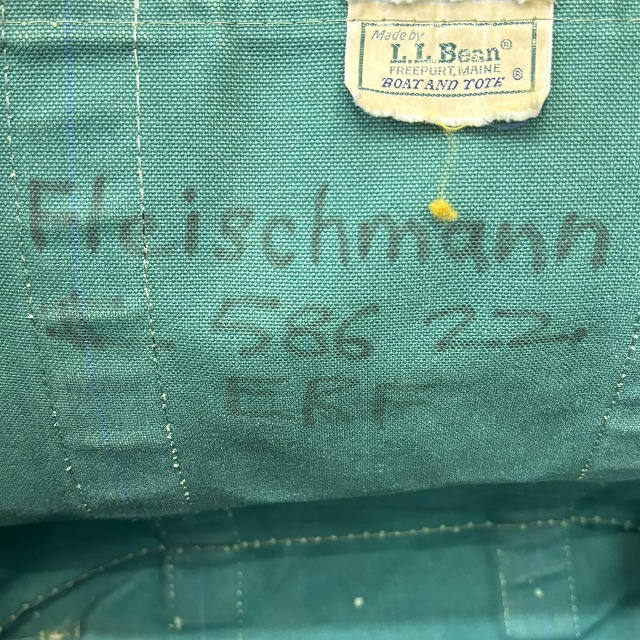 Made by
L.L.Bean®
FREEPORT, MAINE
BOAT AND TOTE ®
Fleischmann
586 22
ERF